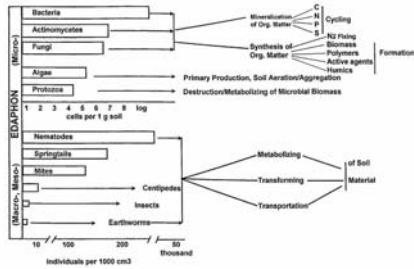 EDAPHON
(Micro-)
(Macro-, Meso-)
Bacteria
Actinomycetes
Fungi
Algae
Protozoa
1 2 3 4 5 6 7 8 log
cells per 1 g soil
Mineralization
of Org. Matter
C
N
P
S
Cycling
Synthesis of
Org. Matter
N2 Fixing
Biomass
Polymers
Active agents
Humics
Formation
Primary Production, Soil Aeration/Aggregation
Destruction/Metabolizing of Microbial Biomass
Nematodes
Springtails
Mites
Centipedes
Insects
Earthworms
Metabolizing
Transforming
Transportation
of Soil
Material
10 100 200 50
thousand
individuals per 1000 cm3